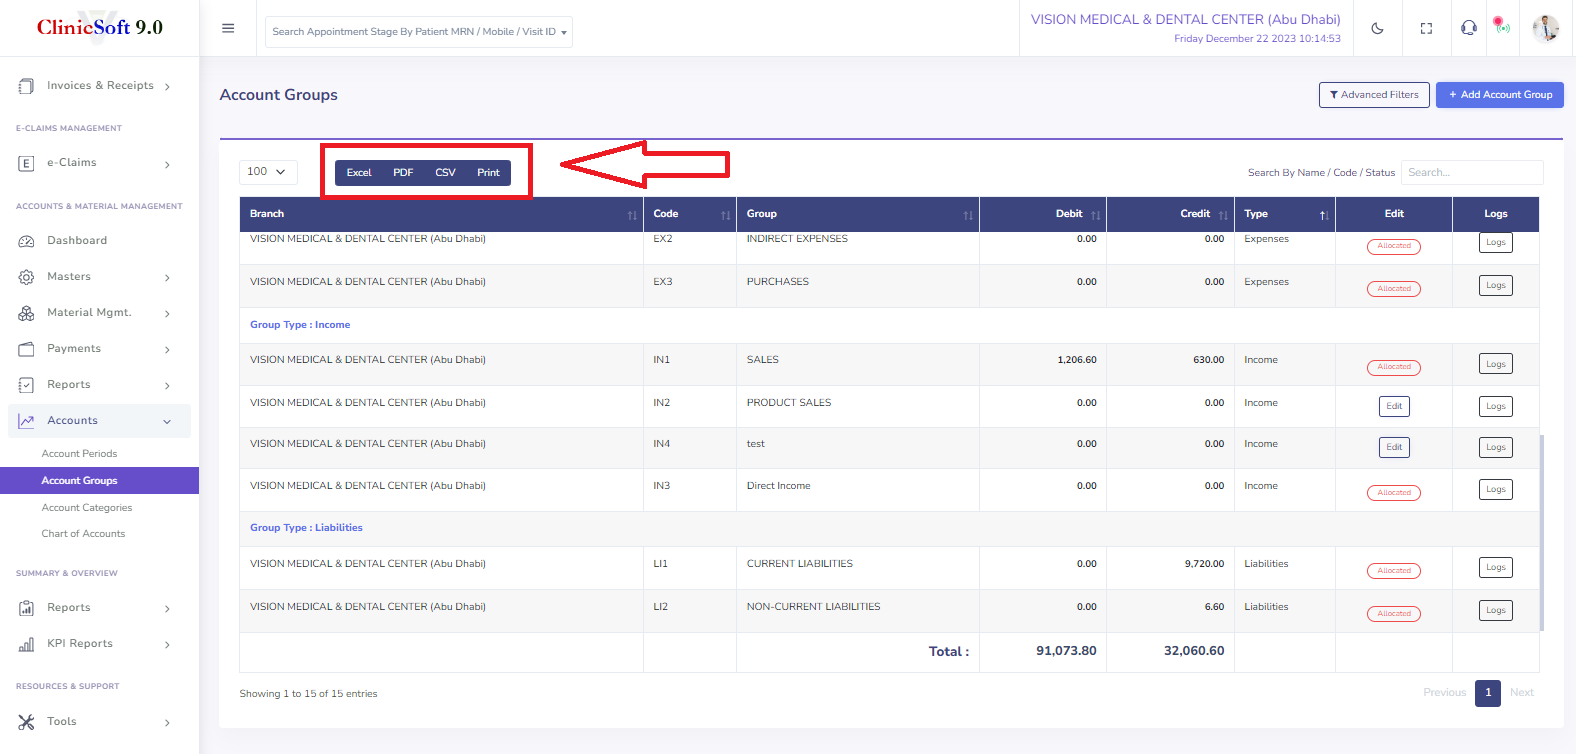 ClinicSoft 9.0
Search Appointment Stage By Patient MRN / Mobile / Visit ID
VISION MEDICAL & DENTAL CENTER (Abu Dhabi)
Friday December 22 2023 10:14:53
Invoices & Receipts
E-CLAIMS MANAGEMENT
e-Claims
ACCOUNTS & MATERIAL MANAGEMENT
Dashboard
Masters
Material Mgmt.
Payments
Reports
Accounts
Account Periods
Account Groups
Account Categories
Chart of Accounts
SUMMARY & OVERVIEW
Reports
KPI Reports
RESOURCES & SUPPORT
Tools
Account Groups
Advanced Filters
+ Add Account Group
100
Excel PDF CSV Print
Search By Name / Code / Status Search...
Branch Code Group Debit Credit Type Edit Logs
VISION MEDICAL & DENTAL CENTER (Abu Dhabi) EX2 INDIRECT EXPENSES 0.00 0.00 Expenses Allocated Logs
VISION MEDICAL & DENTAL CENTER (Abu Dhabi) EX3 PURCHASES 0.00 0.00 Expenses Allocated Logs
Group Type : Income
VISION MEDICAL & DENTAL CENTER (Abu Dhabi) IN1 SALES 1,206.60 630.00 Income Allocated Logs
VISION MEDICAL & DENTAL CENTER (Abu Dhabi) IN2 PRODUCT SALES 0.00 0.00 Income Edit Logs
VISION MEDICAL & DENTAL CENTER (Abu Dhabi) IN4 test 0.00 0.00 Income Edit Logs
VISION MEDICAL & DENTAL CENTER (Abu Dhabi) IN3 Direct Income 0.00 0.00 Income Allocated Logs
Group Type : Liabilities
VISION MEDICAL & DENTAL CENTER (Abu Dhabi) LI1 CURRENT LIABILITIES 0.00 9,720.00 Liabilities Allocated Logs
VISION MEDICAL & DENTAL CENTER (Abu Dhabi) LI2 NON-CURRENT LIABILITIES 0.00 6.60 Liabilities Allocated Logs
Total : 91,073.80 32,060.60
Showing 1 to 15 of 15 entries
Previous 1 Next